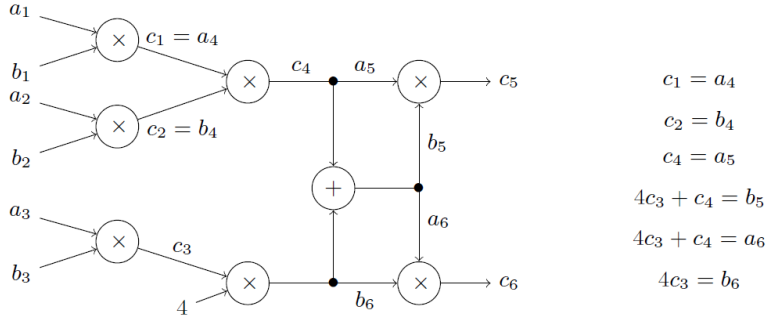 a₁
× c₁ = a₄
b₁
× c₄ a₅ × c₅
a₂
× c₂ = b₄
b₂
b₅
+
a₃
a₆
× c₃
b₃
× b₆ × c₆
4
c₁ = a₄
c₂ = b₄
c₄ = a₅
4c₃ + c₄ = b₅
4c₃ + c₄ = a₆
4c₃ = b₆